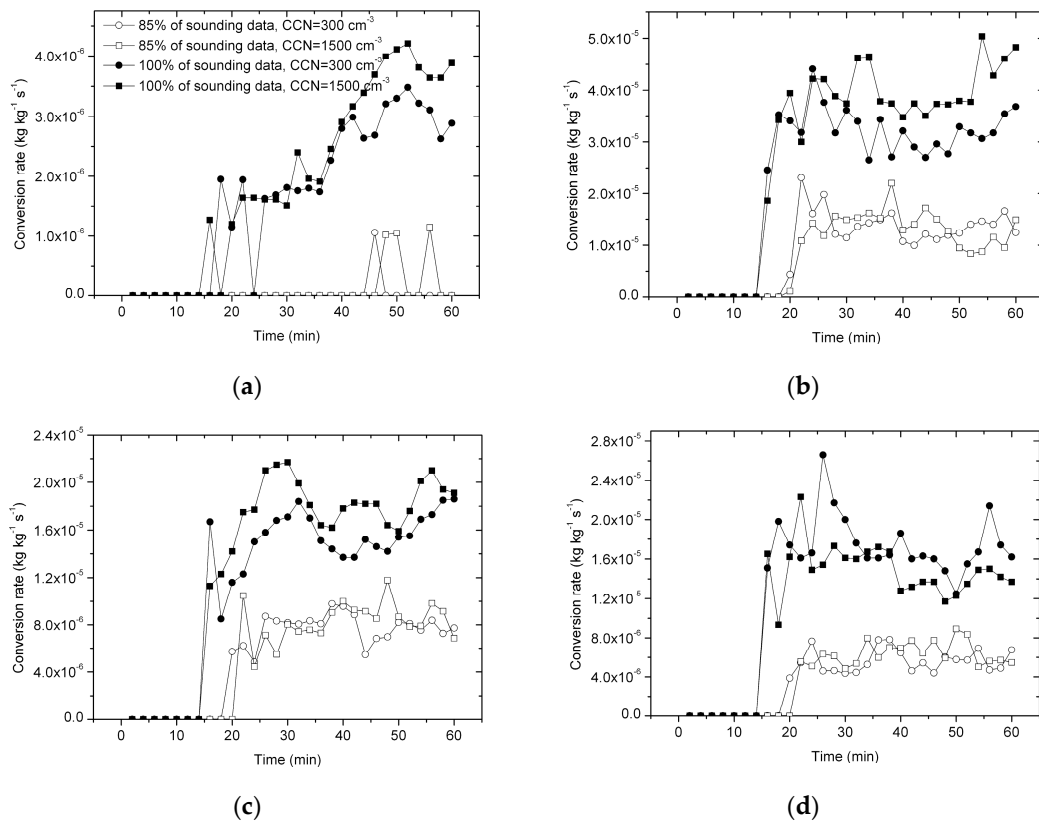 85% of sounding data, CCN=300 cm⁻³
85% of sounding data, CCN=1500 cm⁻³
100% of sounding data, CCN=300 cm⁻³
100% of sounding data, CCN=1500 cm⁻³
Conversion rate (kg kg⁻¹ s⁻¹)
4.0x10⁻⁶
3.0x10⁻⁶
2.0x10⁻⁶
1.0x10⁻⁶
0.0
0 10 20 30 40 50 60
Time (min)
(a)
Conversion rate (kg kg⁻¹ s⁻¹)
5.0x10⁻⁵
4.0x10⁻⁵
3.0x10⁻⁵
2.0x10⁻⁵
1.0x10⁻⁵
0.0
0 10 20 30 40 50 60
Time (min)
(b)
Conversion rate (kg kg⁻¹ s⁻¹)
2.4x10⁻⁵
2.0x10⁻⁵
1.6x10⁻⁵
1.2x10⁻⁵
8.0x10⁻⁶
4.0x10⁻⁶
0.0
0 10 20 30 40 50 60
Time (min)
(c)
Conversion rate (kg kg⁻¹ s⁻¹)
2.8x10⁻⁵
2.4x10⁻⁵
2.0x10⁻⁵
1.6x10⁻⁵
1.2x10⁻⁵
8.0x10⁻⁶
4.0x10⁻⁶
0.0
0 10 20 30 40 50 60
Time (min)
(d)